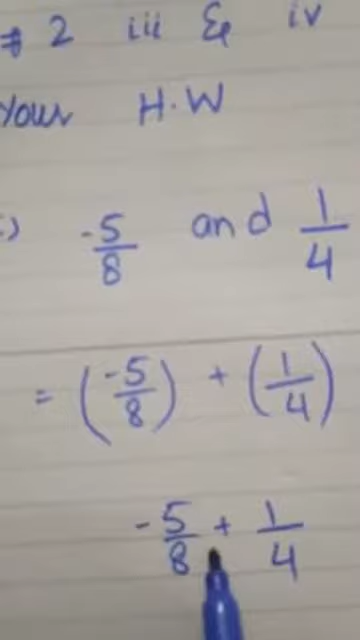 # 2 iii & iv
Your H.W
-5/8 and 1/4
= (-5/8) + (1/4)
-5/8 + 1/4